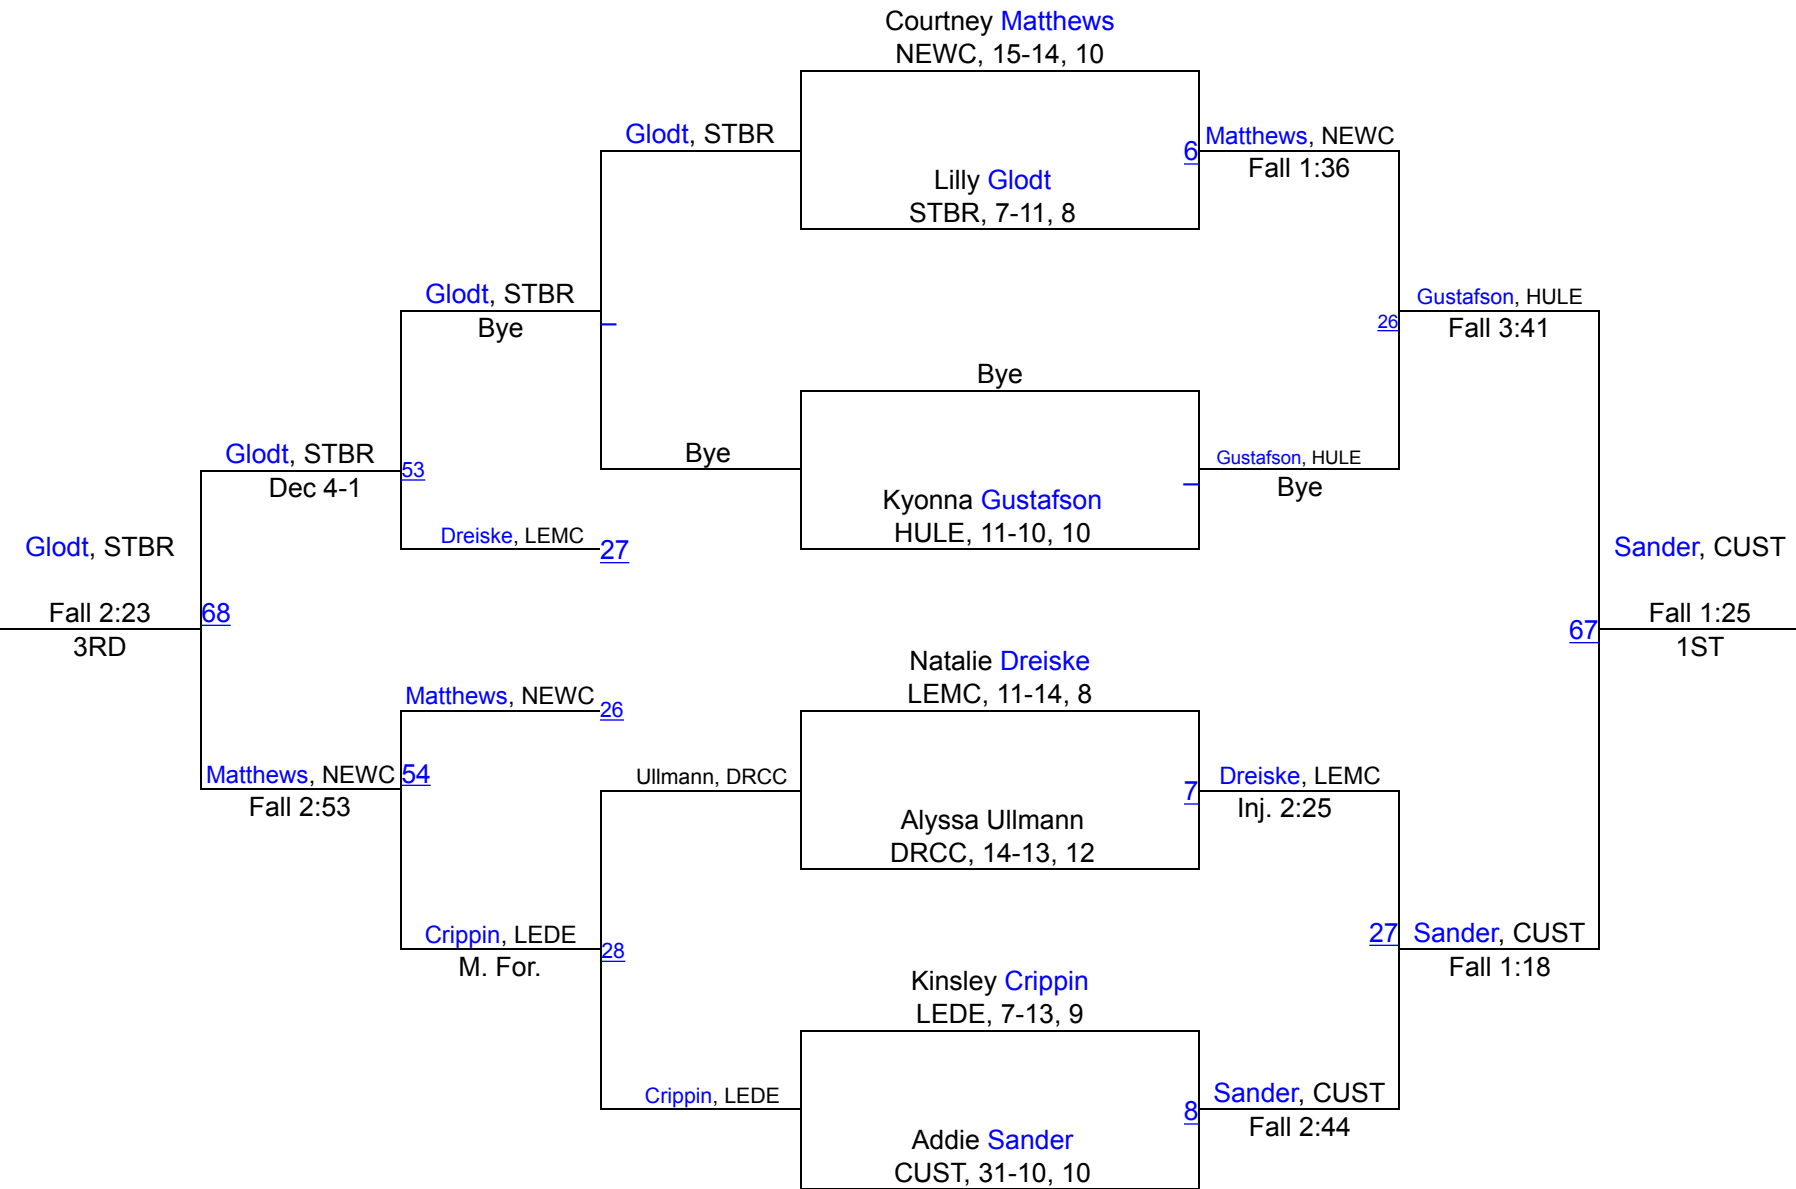 Courtney Matthews
NEWC, 15-14, 10
Glodt, STBR
6
Matthews, NEWC
Fall 1:36
Lilly Glodt
STBR, 7-11, 8
Glodt, STBR
Bye
26
Gustafson, HULE
Fall 3:41
Bye
Glodt, STBR
Dec 4-1
53
Bye
Gustafson, HULE
Bye
Kyonna Gustafson
HULE, 11-10, 10
Dreiske, LEMC
27
Glodt, STBR
Fall 2:23
3RD
68
Sander, CUST
67
Fall 1:25
1ST
Natalie Dreiske
LEMC, 11-14, 8
Matthews, NEWC
26
Matthews, NEWC
Fall 2:53
54
Ullmann, DRCC
7
Dreiske, LEMC
Inj. 2:25
Alyssa Ullmann
DRCC, 14-13, 12
Crippin, LEDE
M. For.
28
27
Sander, CUST
Fall 1:18
Kinsley Crippin
LEDE, 7-13, 9
Crippin, LEDE
8
Sander, CUST
Fall 2:44
Addie Sander
CUST, 31-10, 10